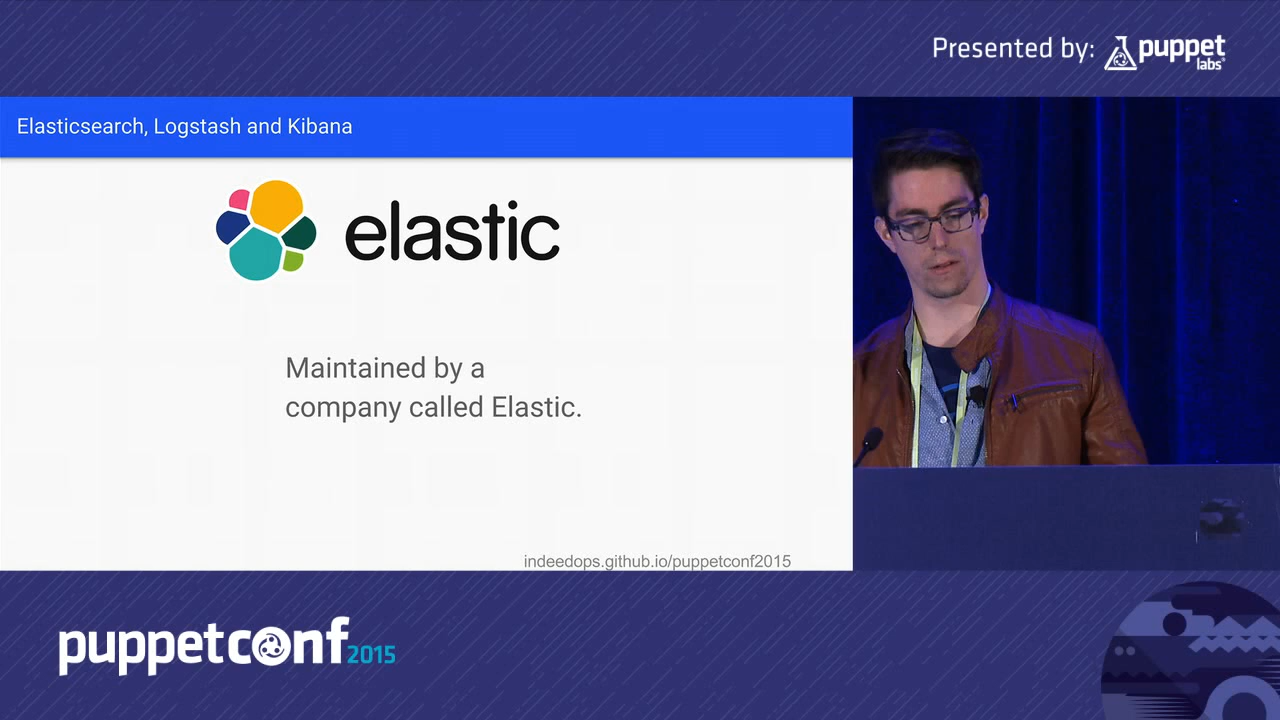 Presented by: puppet labs®
Elasticsearch, Logstash and Kibana
elastic
Maintained by a
company called Elastic.
indeedops.github.io/puppetconf2015
puppetconf2015